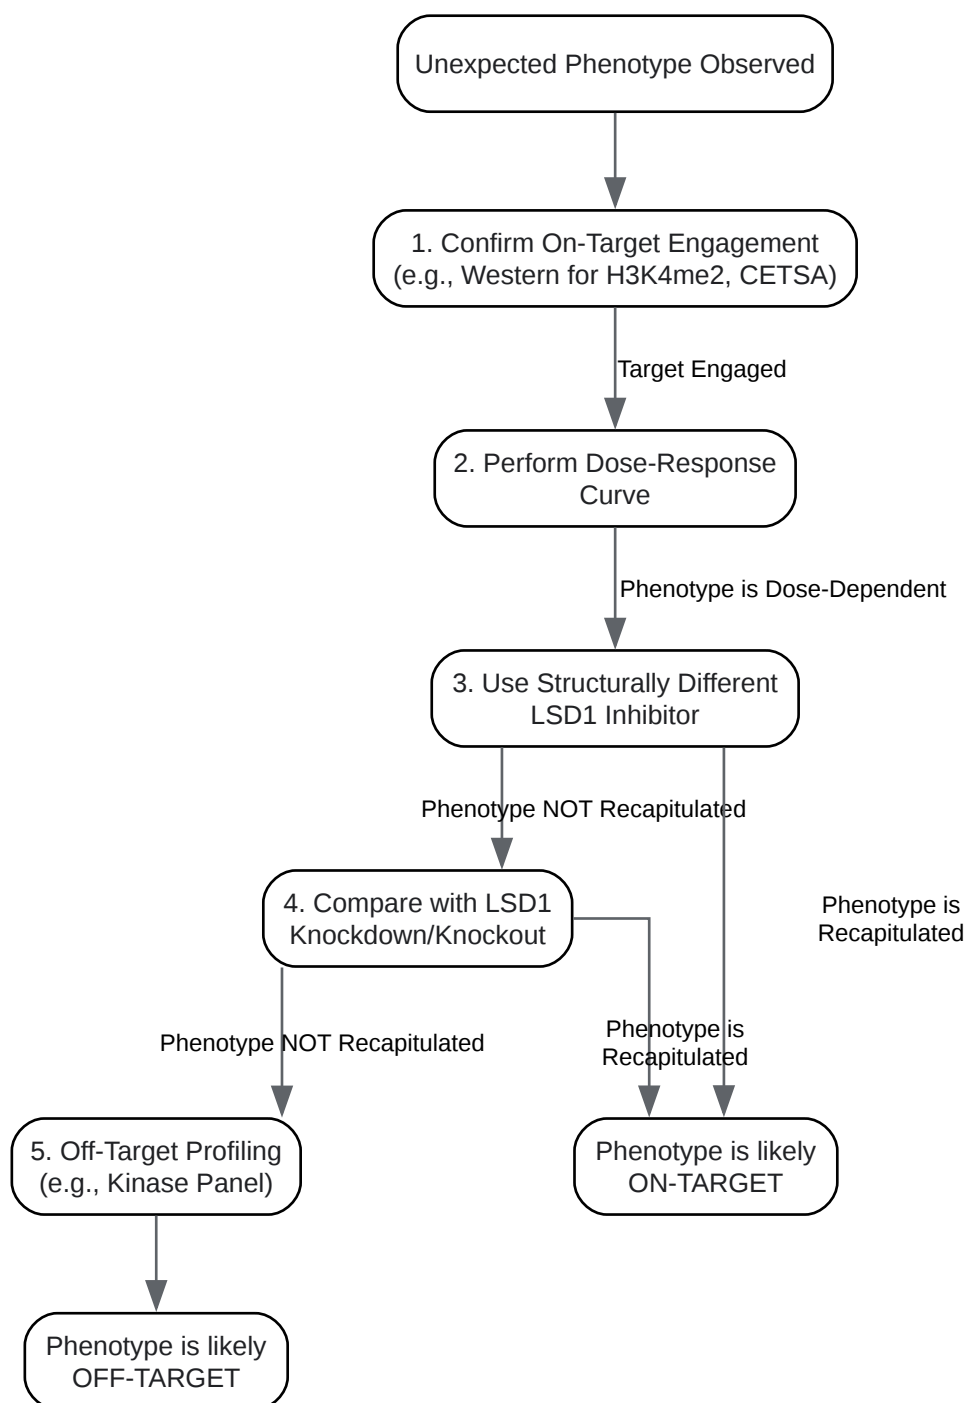 Unexpected Phenotype Observed
1. Confirm On-Target Engagement
(e.g., Western for H3K4me2, CETSA)
Target Engaged
2. Perform Dose-Response
Curve
Phenotype is Dose-Dependent
3. Use Structurally Different
LSD1 Inhibitor
Phenotype NOT Recapitulated
4. Compare with LSD1
Knockdown/Knockout
Phenotype is
Recapitulated
Phenotype NOT Recapitulated
Phenotype is
Recapitulated
5. Off-Target Profiling
(e.g., Kinase Panel)
Phenotype is likely
ON-TARGET
Phenotype is likely
OFF-TARGET